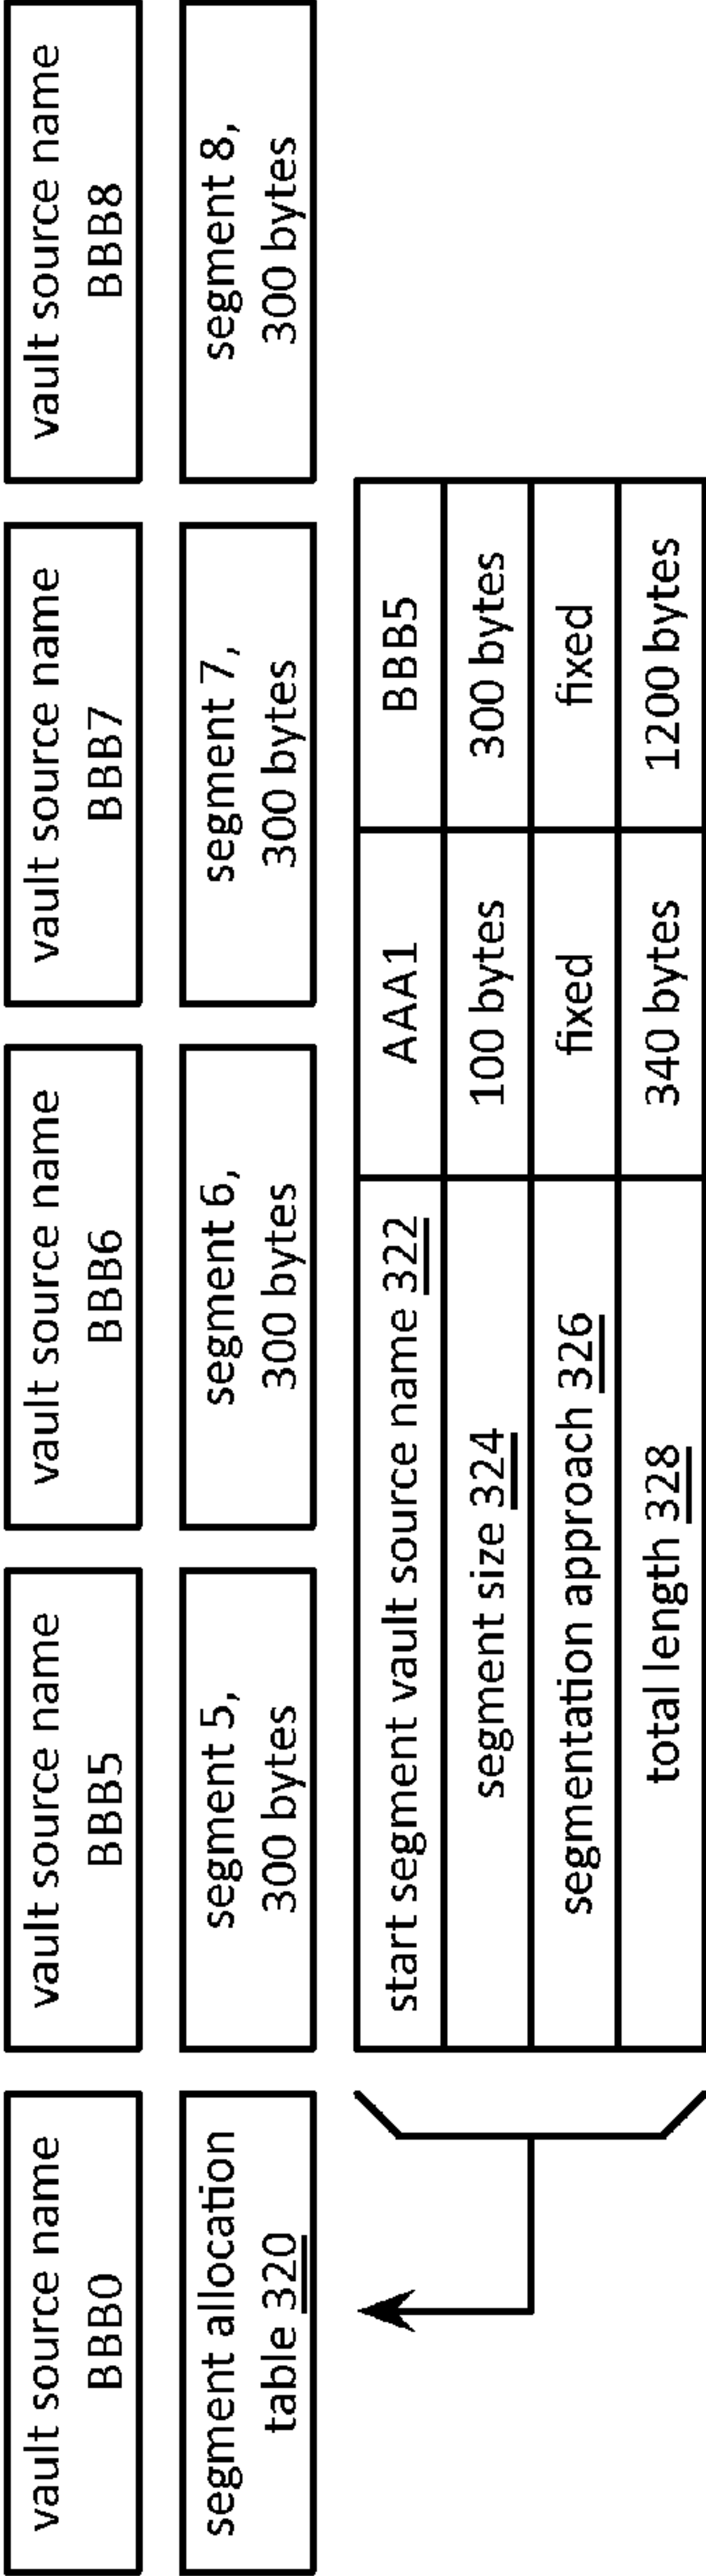 vault source name
BBB0
vault source name
BBB5
vault source name
BBB6
vault source name
BBB7
vault source name
BBB8
segment allocation
table 320
segment 5,
300 bytes
segment 6,
300 bytes
segment 7,
300 bytes
segment 8,
300 bytes
start segment vault source name 322
AAA1
BBB5
segment size 324
100 bytes
300 bytes
segmentation approach 326
fixed
fixed
total length 328
340 bytes
1200 bytes